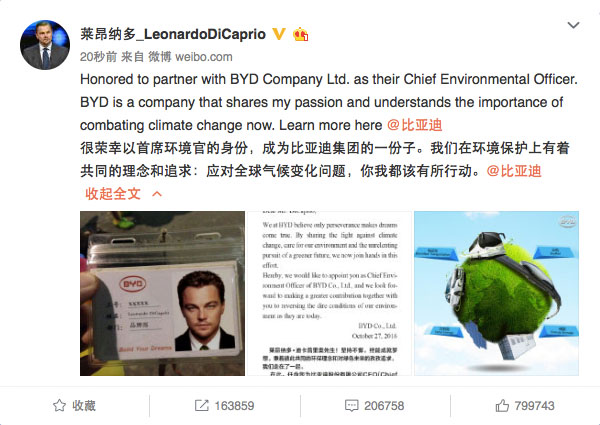 莱昂纳多_LeonardoDiCaprio
20秒前 来自 微博 weibo.com
Honored to partner with BYD Company Ltd. as their Chief Environmental Officer.
BYD is a company that shares my passion and understands the importance of
combating climate change now. Learn more here @比亚迪
很荣幸以首席环境官的身份，成为比亚迪集团的一份子。我们在环境保护上有着
共同的理念和追求：应对全球气候变化问题，你我都该有所行动。@比亚迪
收起全文
BYD
XXXXX
Leonardo DiCaprio
品牌部
Build Your Dreams
We at BYD believe only perseverance makes dreams
come true. By sharing the fight against climate
change, care for our environment and the unrelenting
pursuit of a greener future, we now join hands in this
effort.
Hereby, we would like to appoint you as Chief Envi-
ronment Officer of BYD Co., Ltd., and we look for-
ward to making a greater contribution together with
you to reversing the dire conditions of our environ-
ment as they are today.
BYD Co., Ltd.
October 27, 2016
BYD
收藏
163859
206758
799743